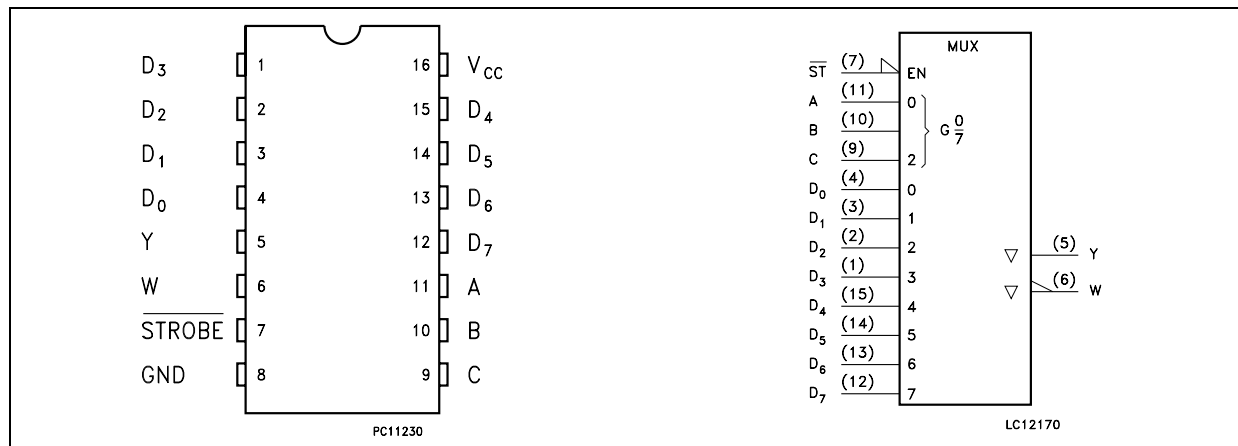 D3 1 16 VCC
D2 2 15 D4
D1 3 14 D5
D0 4 13 D6
Y 5 12 D7
W 6 11 A
STROBE 7 10 B
GND 8 9 C
PC11230
MUX
ST (7) EN
A (11) 0
B (10) G 0/7
C (9) 2
D0 (4) 0
D1 (3) 1
D2 (2) 2
(5) Y
D3 (1) 3
(6) W
D4 (15) 4
D5 (14) 5
D6 (13) 6
D7 (12) 7
LC12170